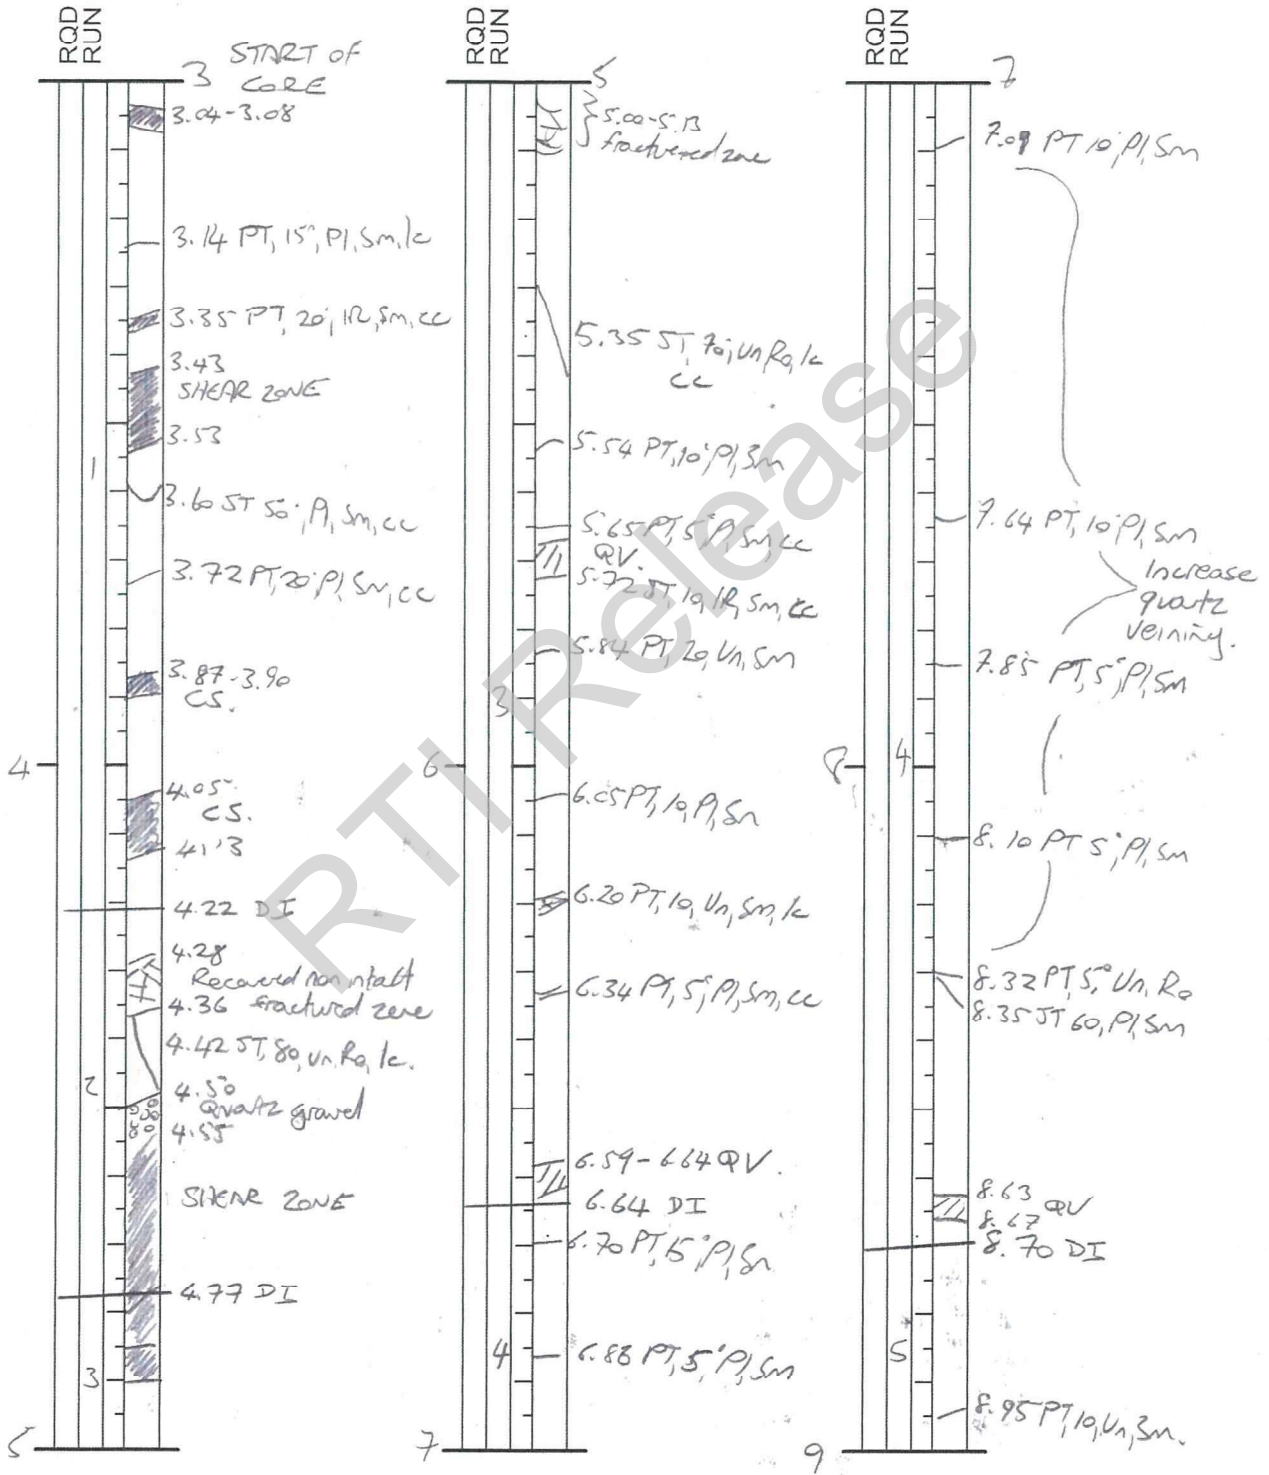 RQD
RUN
3
START OF
CORE
3.04-3.08
3.14 PT, 15°, Pl, Sm, k
3.35 PT, 20°, IR, Sm, cc
3.43
SHEAR ZONE
3.53
1
3.60 JT 50°, Pl, Sm, cc
3.72 PT, 20°, Pl, Sm, cc
3.87-3.90
CS.
4
4.05
CS.
4.13
4.22 DI
4.28
Recovered non intact
4.36 fractured zone
4.42 JT, 80, Un, Ro, k.
2
4.50
Quartz gravel
4.55
SHEAR ZONE
4.77 DI
3
5
RQD
RUN
5
5.00-5.13
fractured zone
5.35 JT, 70°, Un, Ro, k
cc
5.54 PT, 10°, Pl, Sm
5.65 PT, 5°, Pl, Sm, cc
QV.
5.72 JT, 10, IR, Sm, cc
5.84 PT, 20, Un, Sm
3
6
6.05 PT, 10, Pl, Sm
6.20 PT, 10, Un, Sm, k
6.34 PT, 5°, Pl, Sm, cc
6.59-6.64 QV.
6.64 DI
6.70 PT, 15°, Pl, Sm
4
6.88 PT, 5°, Pl, Sm
7
RQD
RUN
7
PT 10°, Pl, Sm
7.64 PT, 10°, Pl, Sm
Increase
quartz
veining.
7.85 PT, 5°, Pl, Sm
8
4
8.10 PT 5°, Pl, Sm
8.32 PT, 5°, Un, Ro
8.35 JT 60, Pl, Sm
8.63
QV
8.67
8.70 DI
5
8.95 PT, 10, Un, Sm.
9
RTI Release